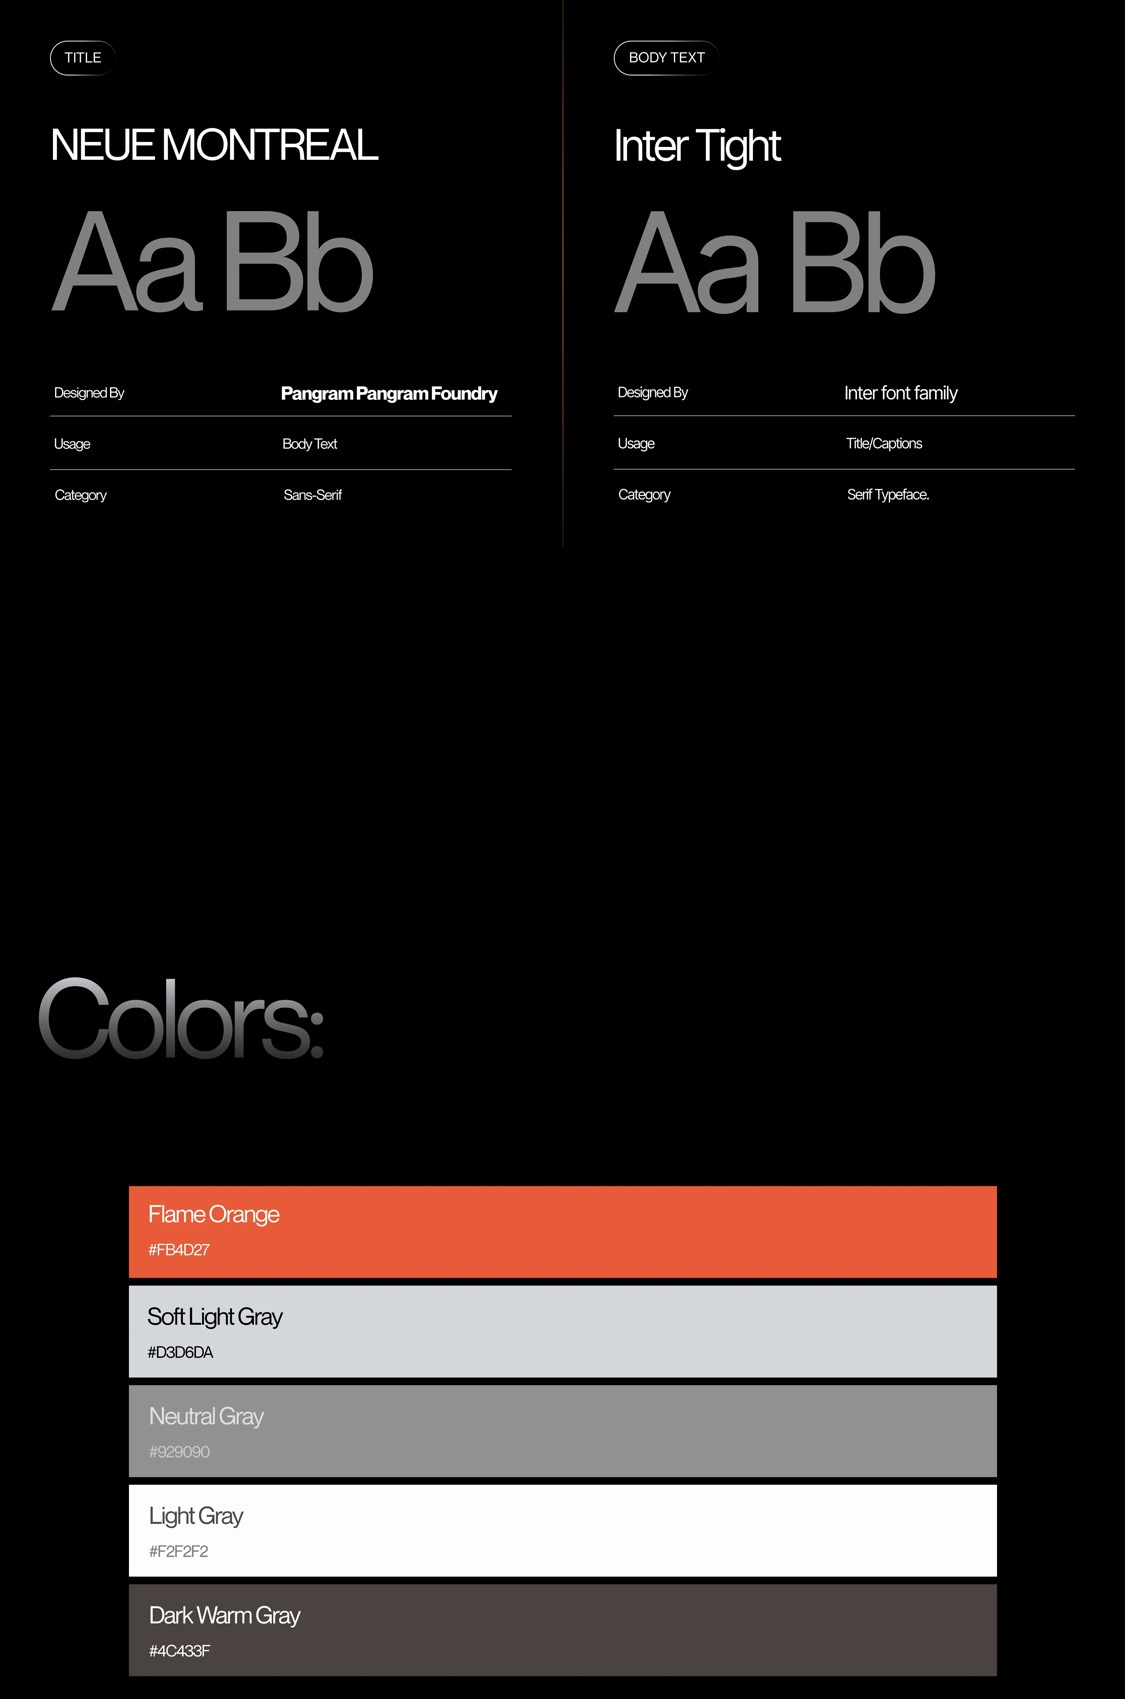 TITLE
NEUE MONTREAL
Aa Bb
Designed By Pangram Pangram Foundry
Usage Body Text
Category Sans-Serif
BODY TEXT
Inter Tight
Aa Bb
Designed By Inter font family
Usage Title/Captions
Category Serif Typeface.
Colors:
Flame Orange
#FB4D27
Soft Light Gray
#D3D6DA
Neutral Gray
#929090
Light Gray
#F2F2F2
Dark Warm Gray
#4C433F